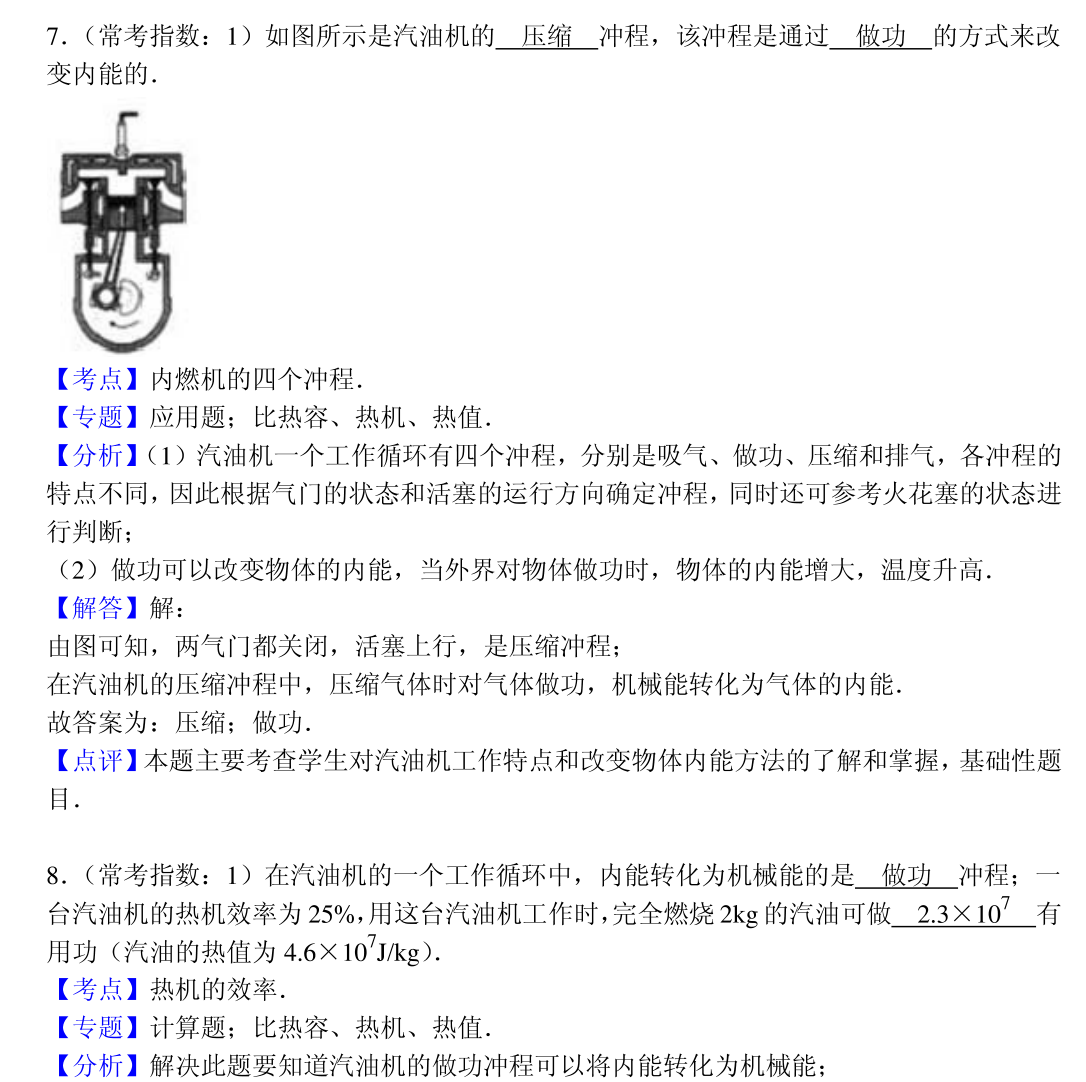 7.（常考指数：1）如图所示是汽油机的 压缩 冲程，该冲程是通过 做功 的方式来改
变内能的．
【考点】内燃机的四个冲程．
【专题】应用题；比热容、热机、热值．
【分析】（1）汽油机一个工作循环有四个冲程，分别是吸气、做功、压缩和排气，各冲程的
特点不同，因此根据气门的状态和活塞的运行方向确定冲程，同时还可参考火花塞的状态进
行判断；
（2）做功可以改变物体的内能，当外界对物体做功时，物体的内能增大，温度升高．
【解答】解：
由图可知，两气门都关闭，活塞上行，是压缩冲程；
在汽油机的压缩冲程中，压缩气体时对气体做功，机械能转化为气体的内能．
故答案为：压缩；做功．
【点评】本题主要考查学生对汽油机工作特点和改变物体内能方法的了解和掌握，基础性题
目．
8.（常考指数：1）在汽油机的一个工作循环中，内能转化为机械能的是 做功 冲程；一
台汽油机的热机效率为 25%，用这台汽油机工作时，完全燃烧 2kg 的汽油可做 2.3×10⁷ 有
用功（汽油的热值为 4.6×10⁷J/kg）．
【考点】热机的效率．
【专题】计算题；比热容、热机、热值．
【分析】解决此题要知道汽油机的做功冲程可以将内能转化为机械能；